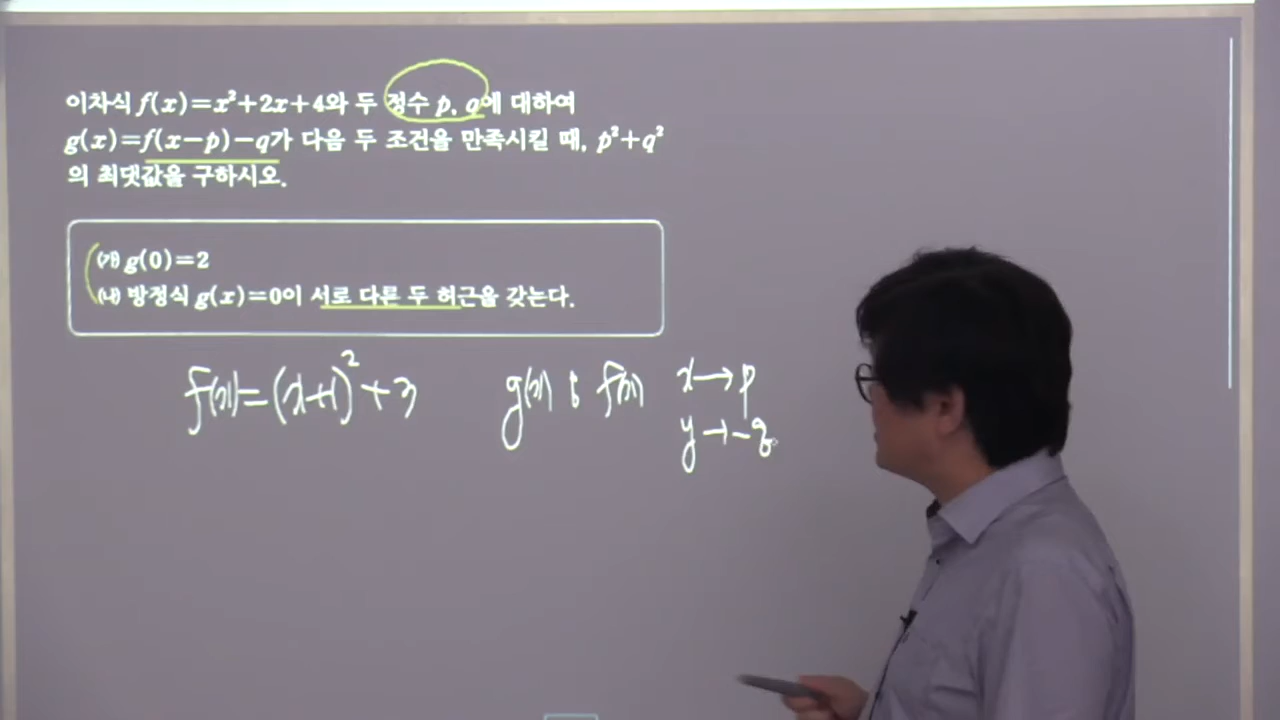 이차식 f(x)=x²+2x+4와 두 정수 p, q에 대하여
g(x)=f(x−p)−q가 다음 두 조건을 만족시킬 때, p²+q²
의 최댓값을 구하시오.
(가) g(0)=2
(나) 방정식 g(x)=0이 서로 다른 두 허근을 갖는다.
f(x)=(x+1)²+3
g(x) : f(x) x→p
y→−q